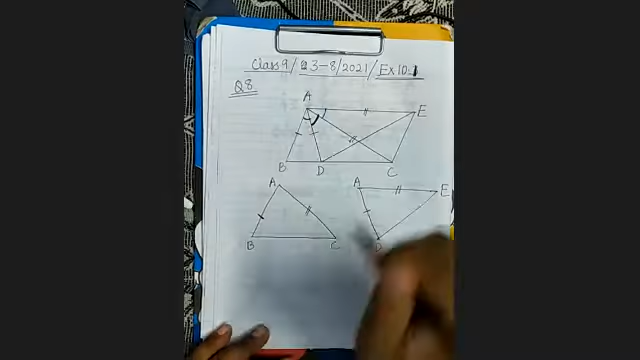 Class 9 / 23-8/2021 / Ex 10.1
Q8
A
E
B D C
A A E
B C D